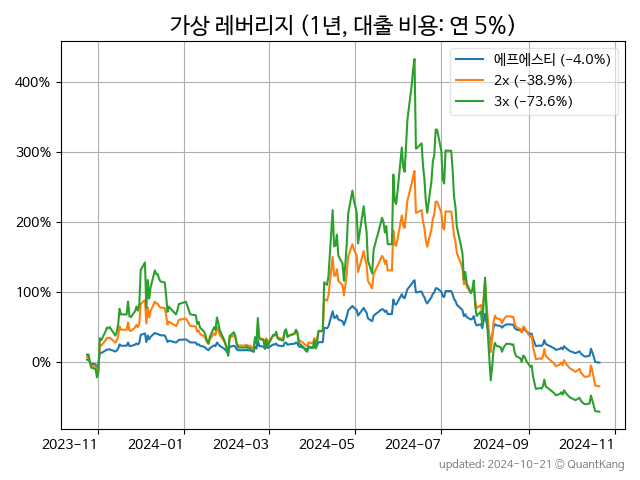 가상 레버리지 (1년, 대출 비용: 연 5%)
에프에스티 (−4.0%)
2x (−38.9%)
3x (−73.6%)
400%
300%
200%
100%
0%
2023−11 2024−01 2024−03 2024−05 2024−07 2024−09 2024−11
updated: 2024-10-21 © QuantKang